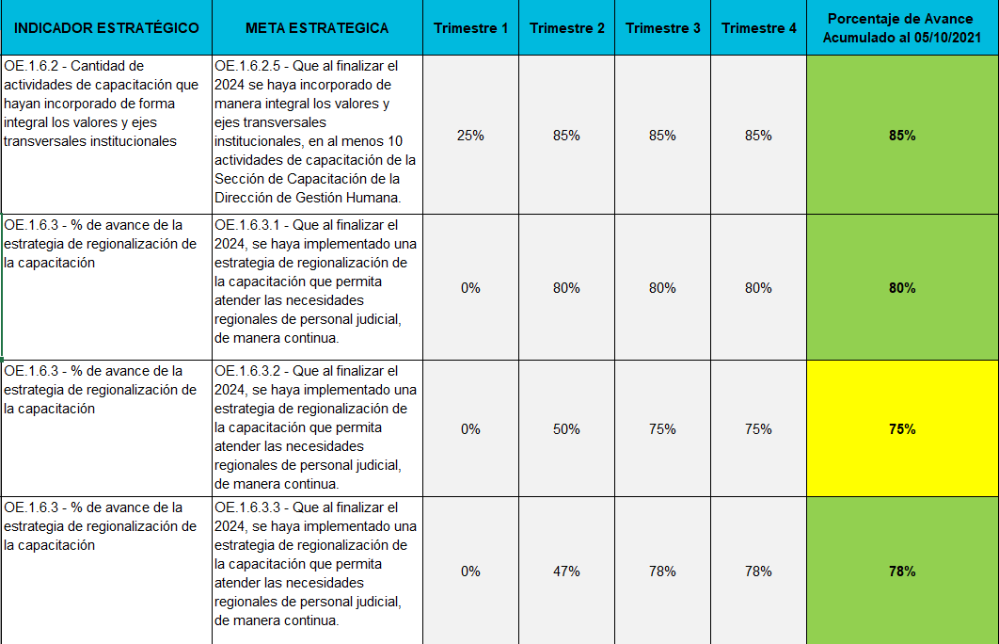 INDICADOR ESTRATÉGICO
META ESTRATEGICA
Trimestre 1
Trimestre 2
Trimestre 3
Trimestre 4
Porcentaje de Avance
Acumulado al 05/10/2021
OE.1.6.2 - Cantidad de
actividades de capacitación que
hayan incorporado de forma
integral los valores y ejes
transversales institucionales
OE.1.6.2.5 - Que al finalizar el
2024 se haya incorporado de
manera integral los valores y
ejes transversales
institucionales, en al menos 10
actividades de capacitación de la
Sección de Capacitación de la
Dirección de Gestión Humana.
25%
85%
85%
85%
85%
OE.1.6.3 - % de avance de la
estrategia de regionalización de
la capacitación
OE.1.6.3.1 - Que al finalizar el
2024, se haya implementado una
estrategia de regionalización de
la capacitación que permita
atender las necesidades
regionales de personal judicial,
de manera continua.
0%
80%
80%
80%
80%
OE.1.6.3 - % de avance de la
estrategia de regionalización de
la capacitación
OE.1.6.3.2 - Que al finalizar el
2024, se haya implementado una
estrategia de regionalización de
la capacitación que permita
atender las necesidades
regionales de personal judicial,
de manera continua.
0%
50%
75%
75%
75%
OE.1.6.3 - % de avance de la
estrategia de regionalización de
la capacitación
OE.1.6.3.3 - Que al finalizar el
2024, se haya implementado una
estrategia de regionalización de
la capacitación que permita
atender las necesidades
regionales de personal judicial,
de manera continua.
0%
47%
78%
78%
78%